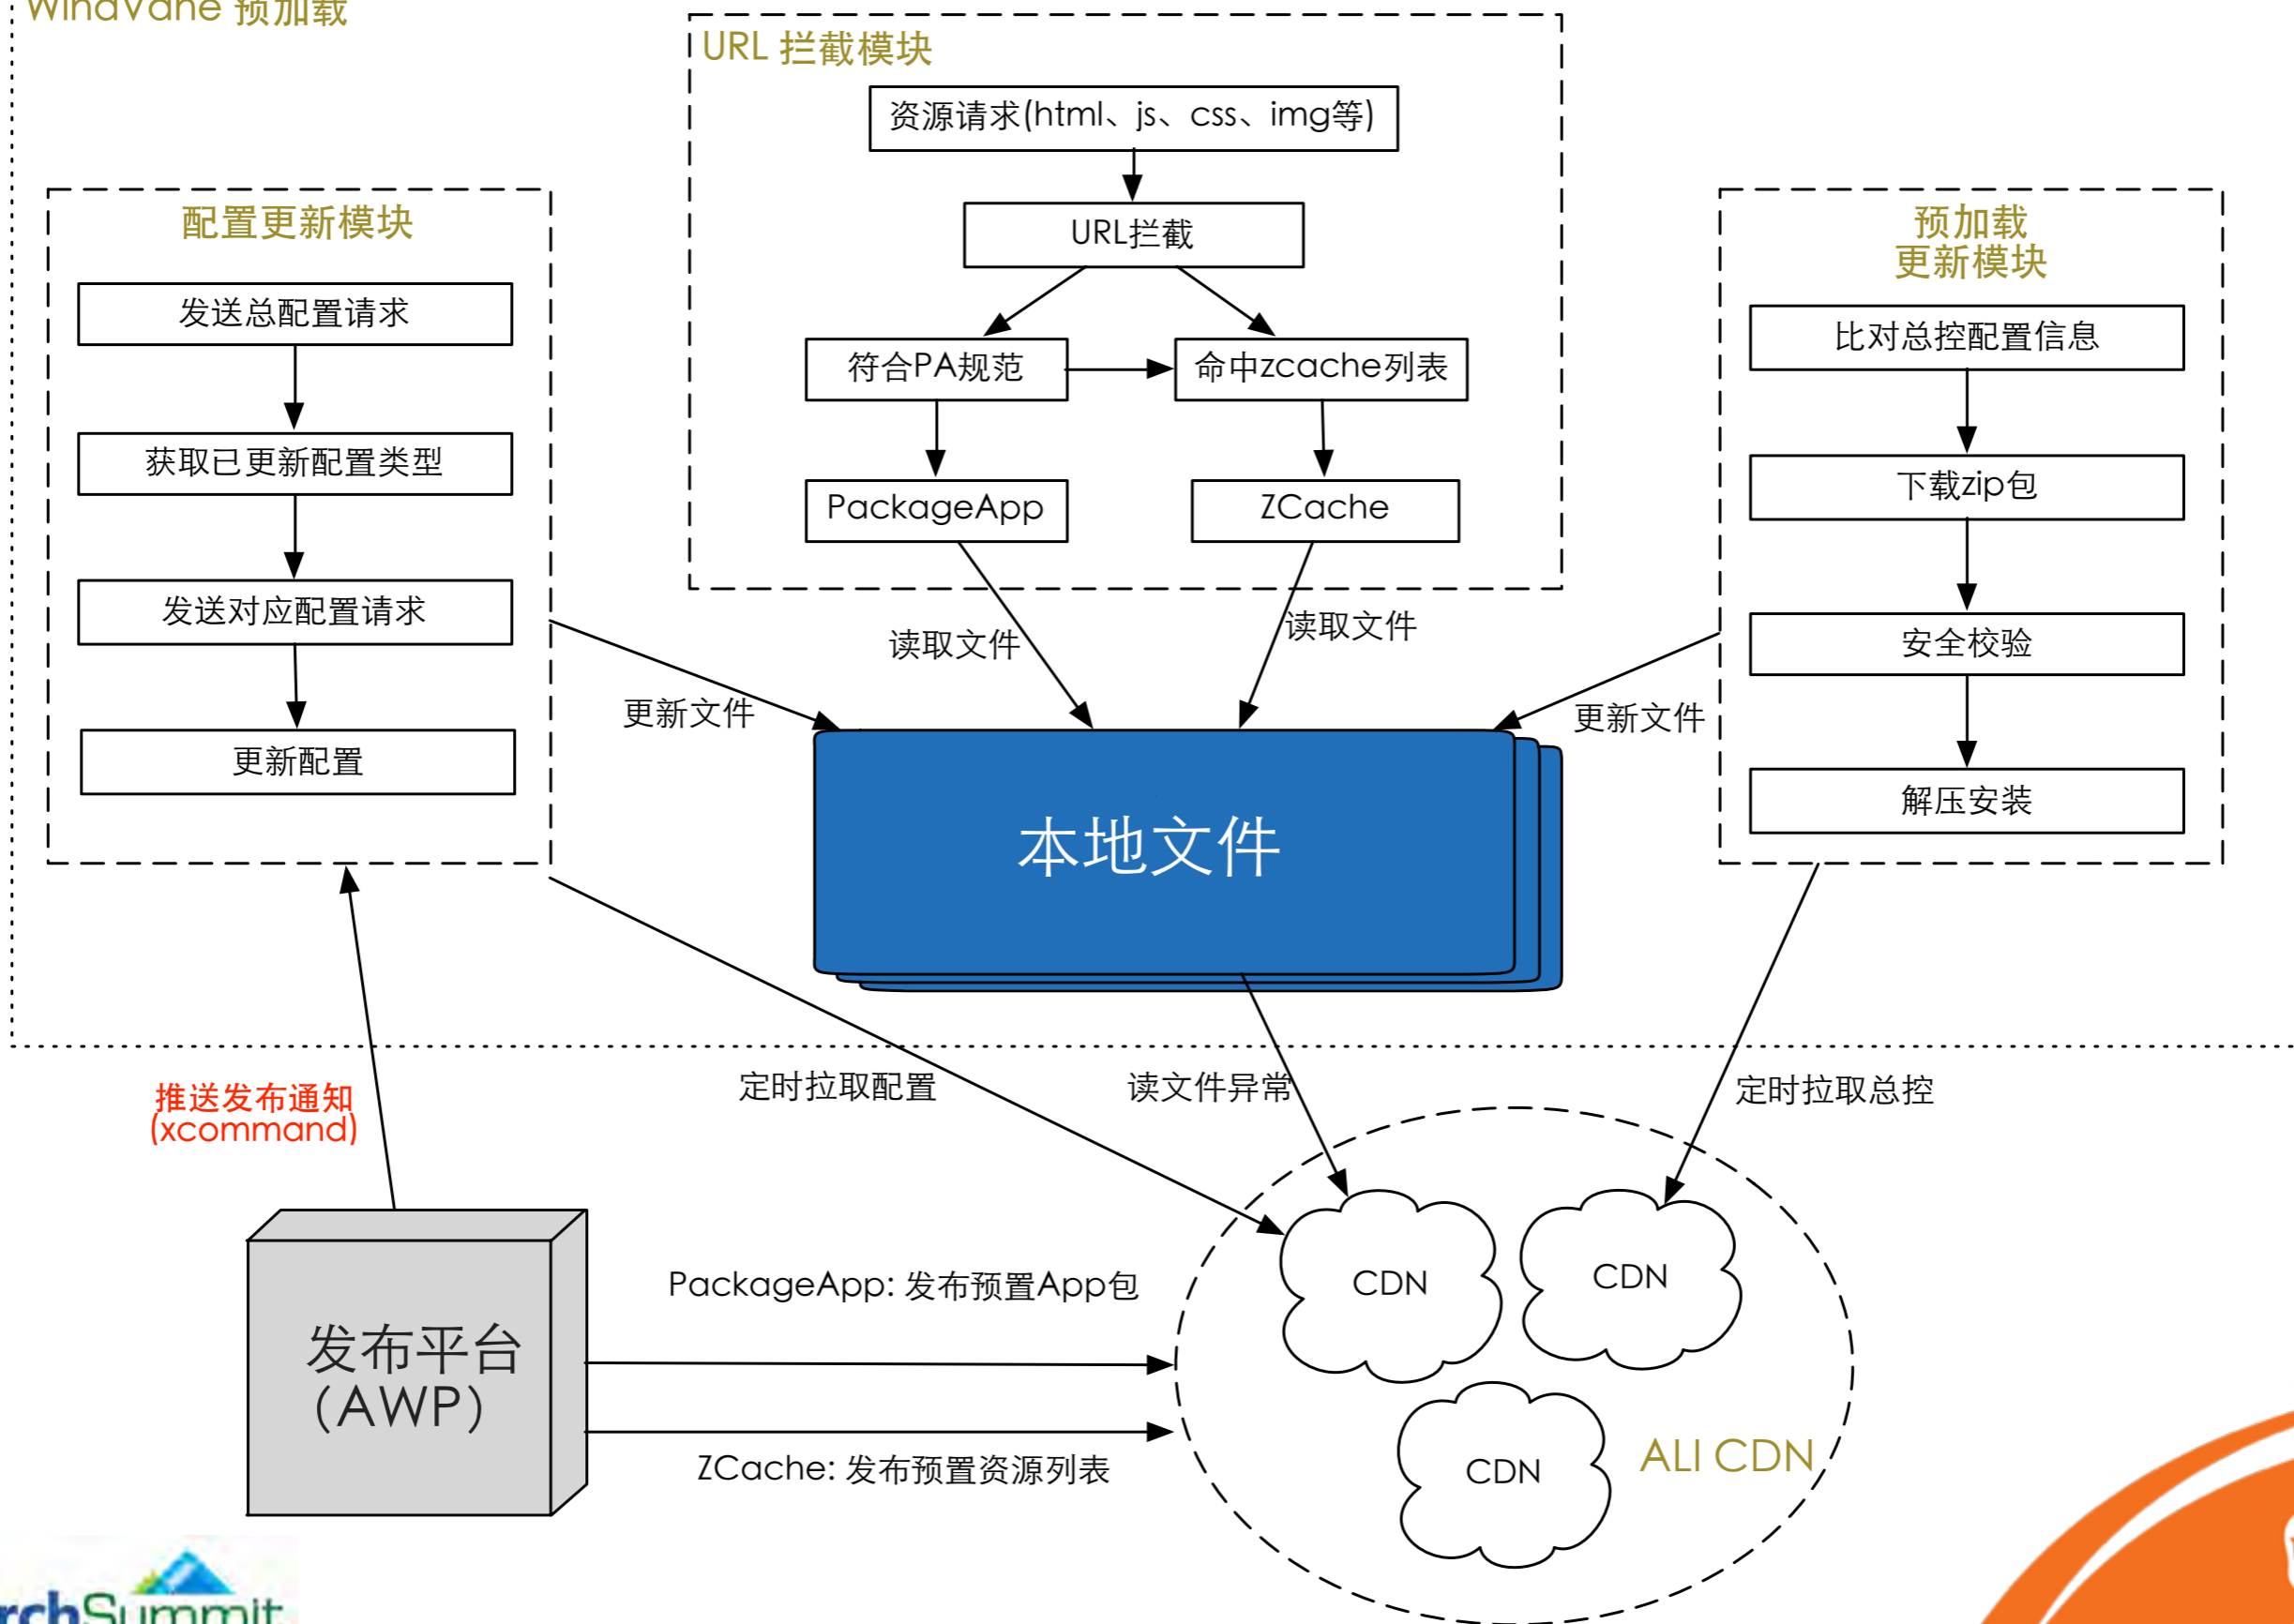 WindVane 预加载
URL 拦截模块
资源请求(html、js、css、img等)
URL拦截
符合PA规范
命中zcache列表
PackageApp
ZCache
配置更新模块
发送总配置请求
获取已更新配置类型
发送对应配置请求
更新配置
预加载
更新模块
比对总控配置信息
下载zip包
安全校验
解压安装
读取文件
读取文件
更新文件
更新文件
本地文件
推送发布通知
(xcommand)
定时拉取配置
读文件异常
定时拉取总控
发布平台
(AWP)
PackageApp: 发布预置App包
ZCache: 发布预置资源列表
CDN
CDN
CDN
ALI CDN
rchSummit